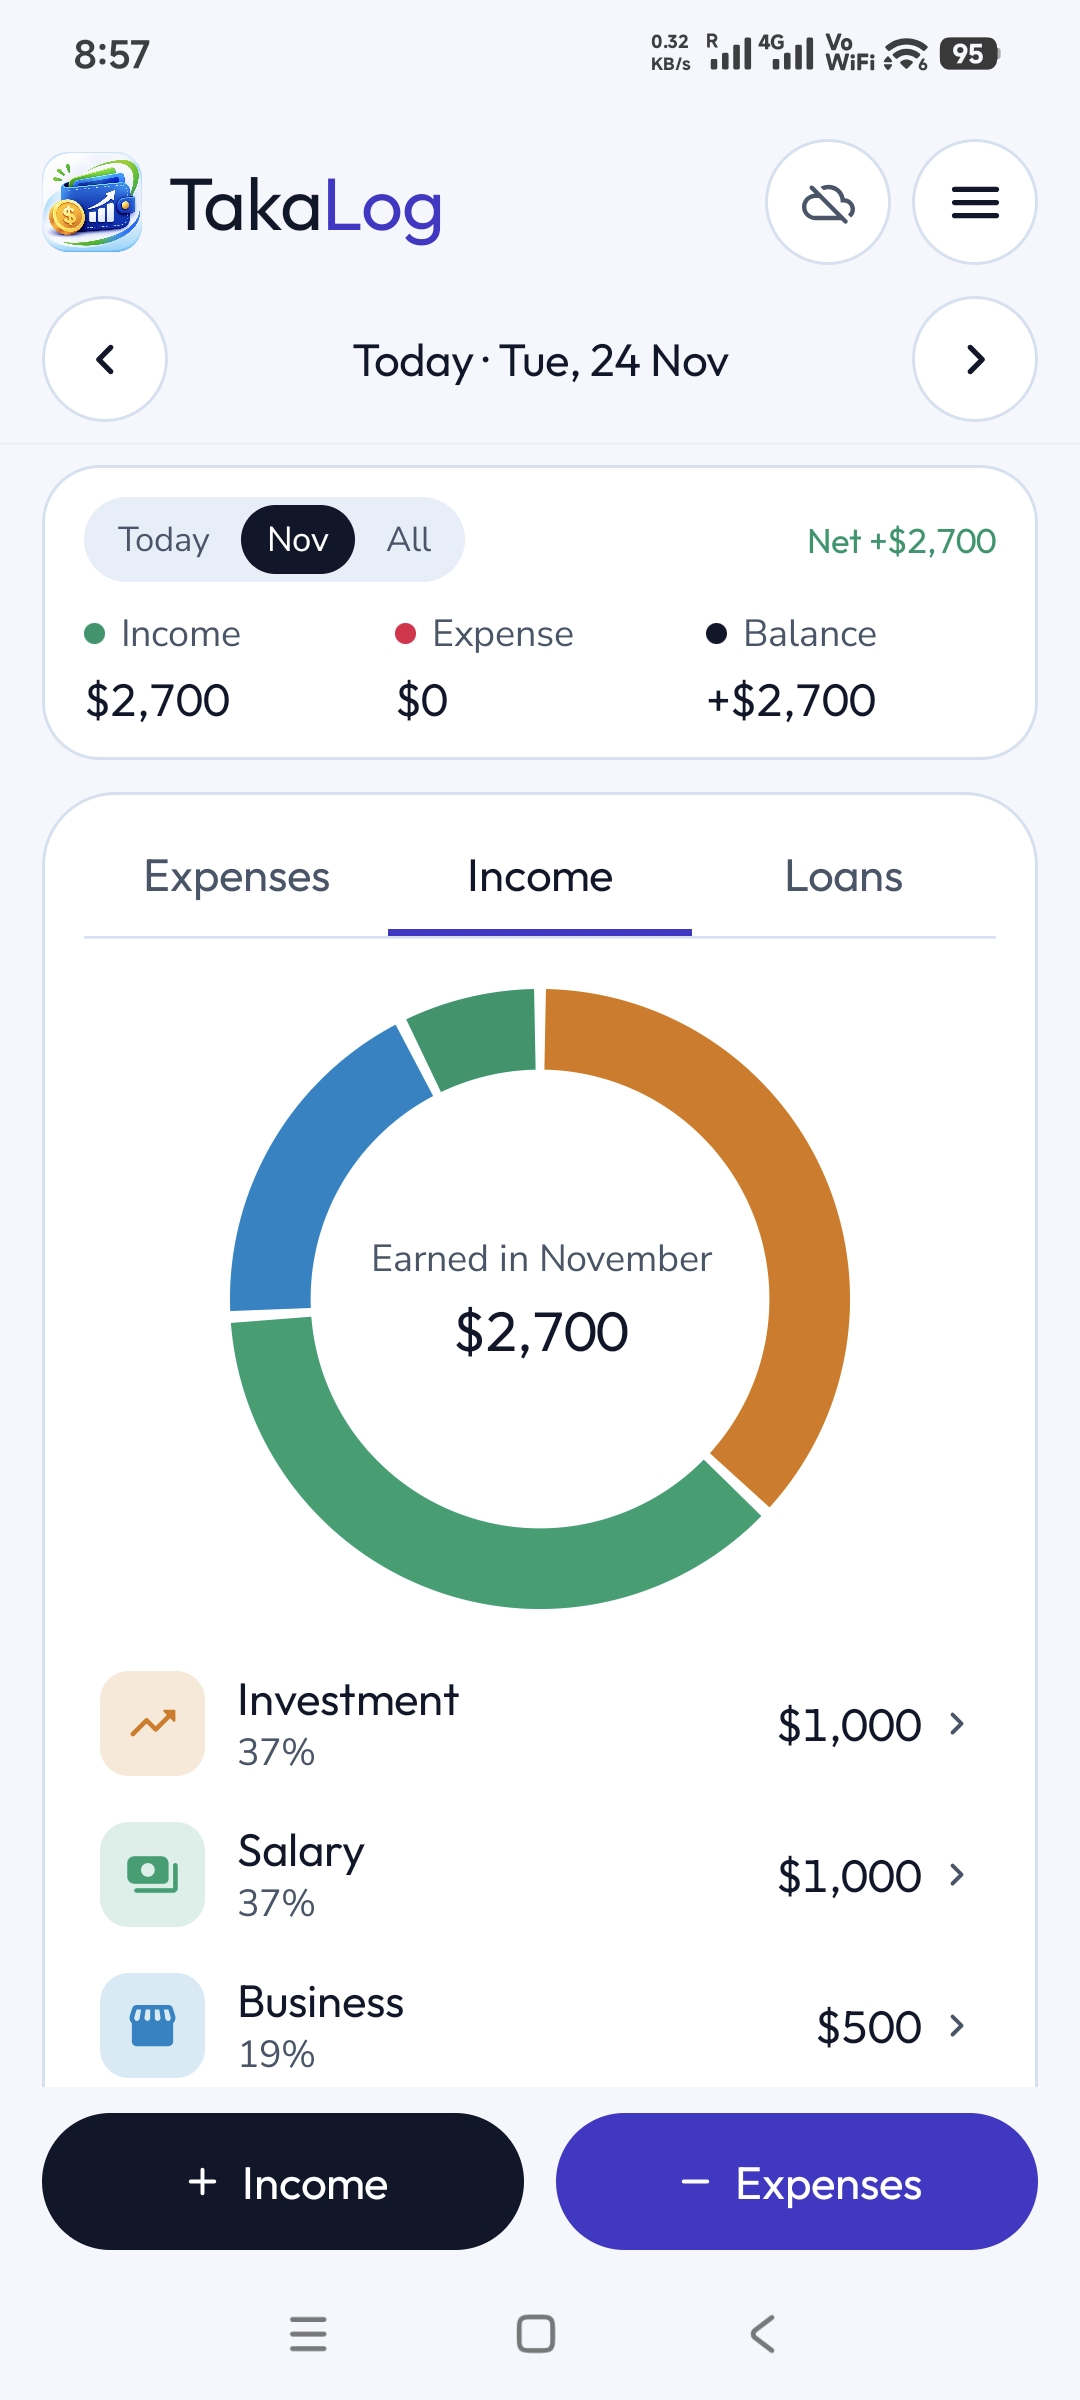 8:57
0.32 KB/s R 4G Vo WiFi 6 95
TakaLog
Today · Tue, 24 Nov
Today Nov All Net +$2,700
Income Expense Balance
$2,700 $0 +$2,700
Expenses Income Loans
Earned in November
$2,700
Investment
37%
$1,000
Salary
37%
$1,000
Business
19%
$500
+ Income − Expenses